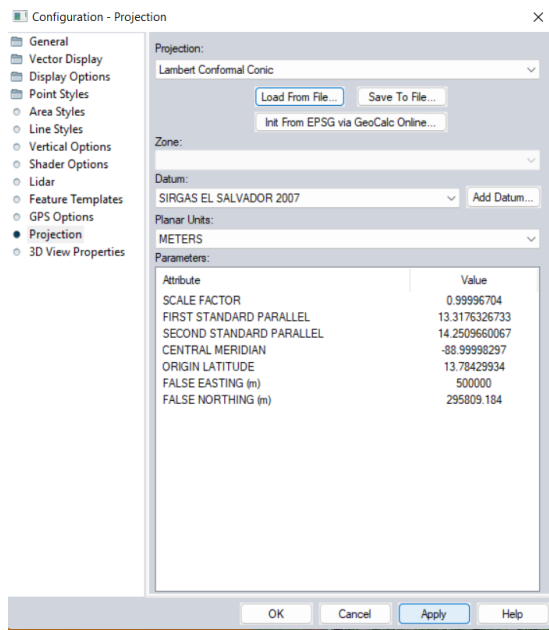 Configuration - Projection
General
Vector Display
Display Options
Point Styles
Area Styles
Line Styles
Vertical Options
Shader Options
Lidar
Feature Templates
GPS Options
Projection
3D View Properties
Projection:
Lambert Conformal Conic
Load From File... Save To File...
Init From EPSG via GeoCalc Online...
Zone:
Datum:
SIRGAS EL SALVADOR 2007 Add Datum...
Planar Units:
METERS
Parameters:
Attribute Value
SCALE FACTOR 0.99996704
FIRST STANDARD PARALLEL 13.3176326733
SECOND STANDARD PARALLEL 14.2509660067
CENTRAL MERIDIAN -88.99998297
ORIGIN LATITUDE 13.78429934
FALSE EASTING (m) 500000
FALSE NORTHING (m) 295809.184
OK Cancel Apply Help